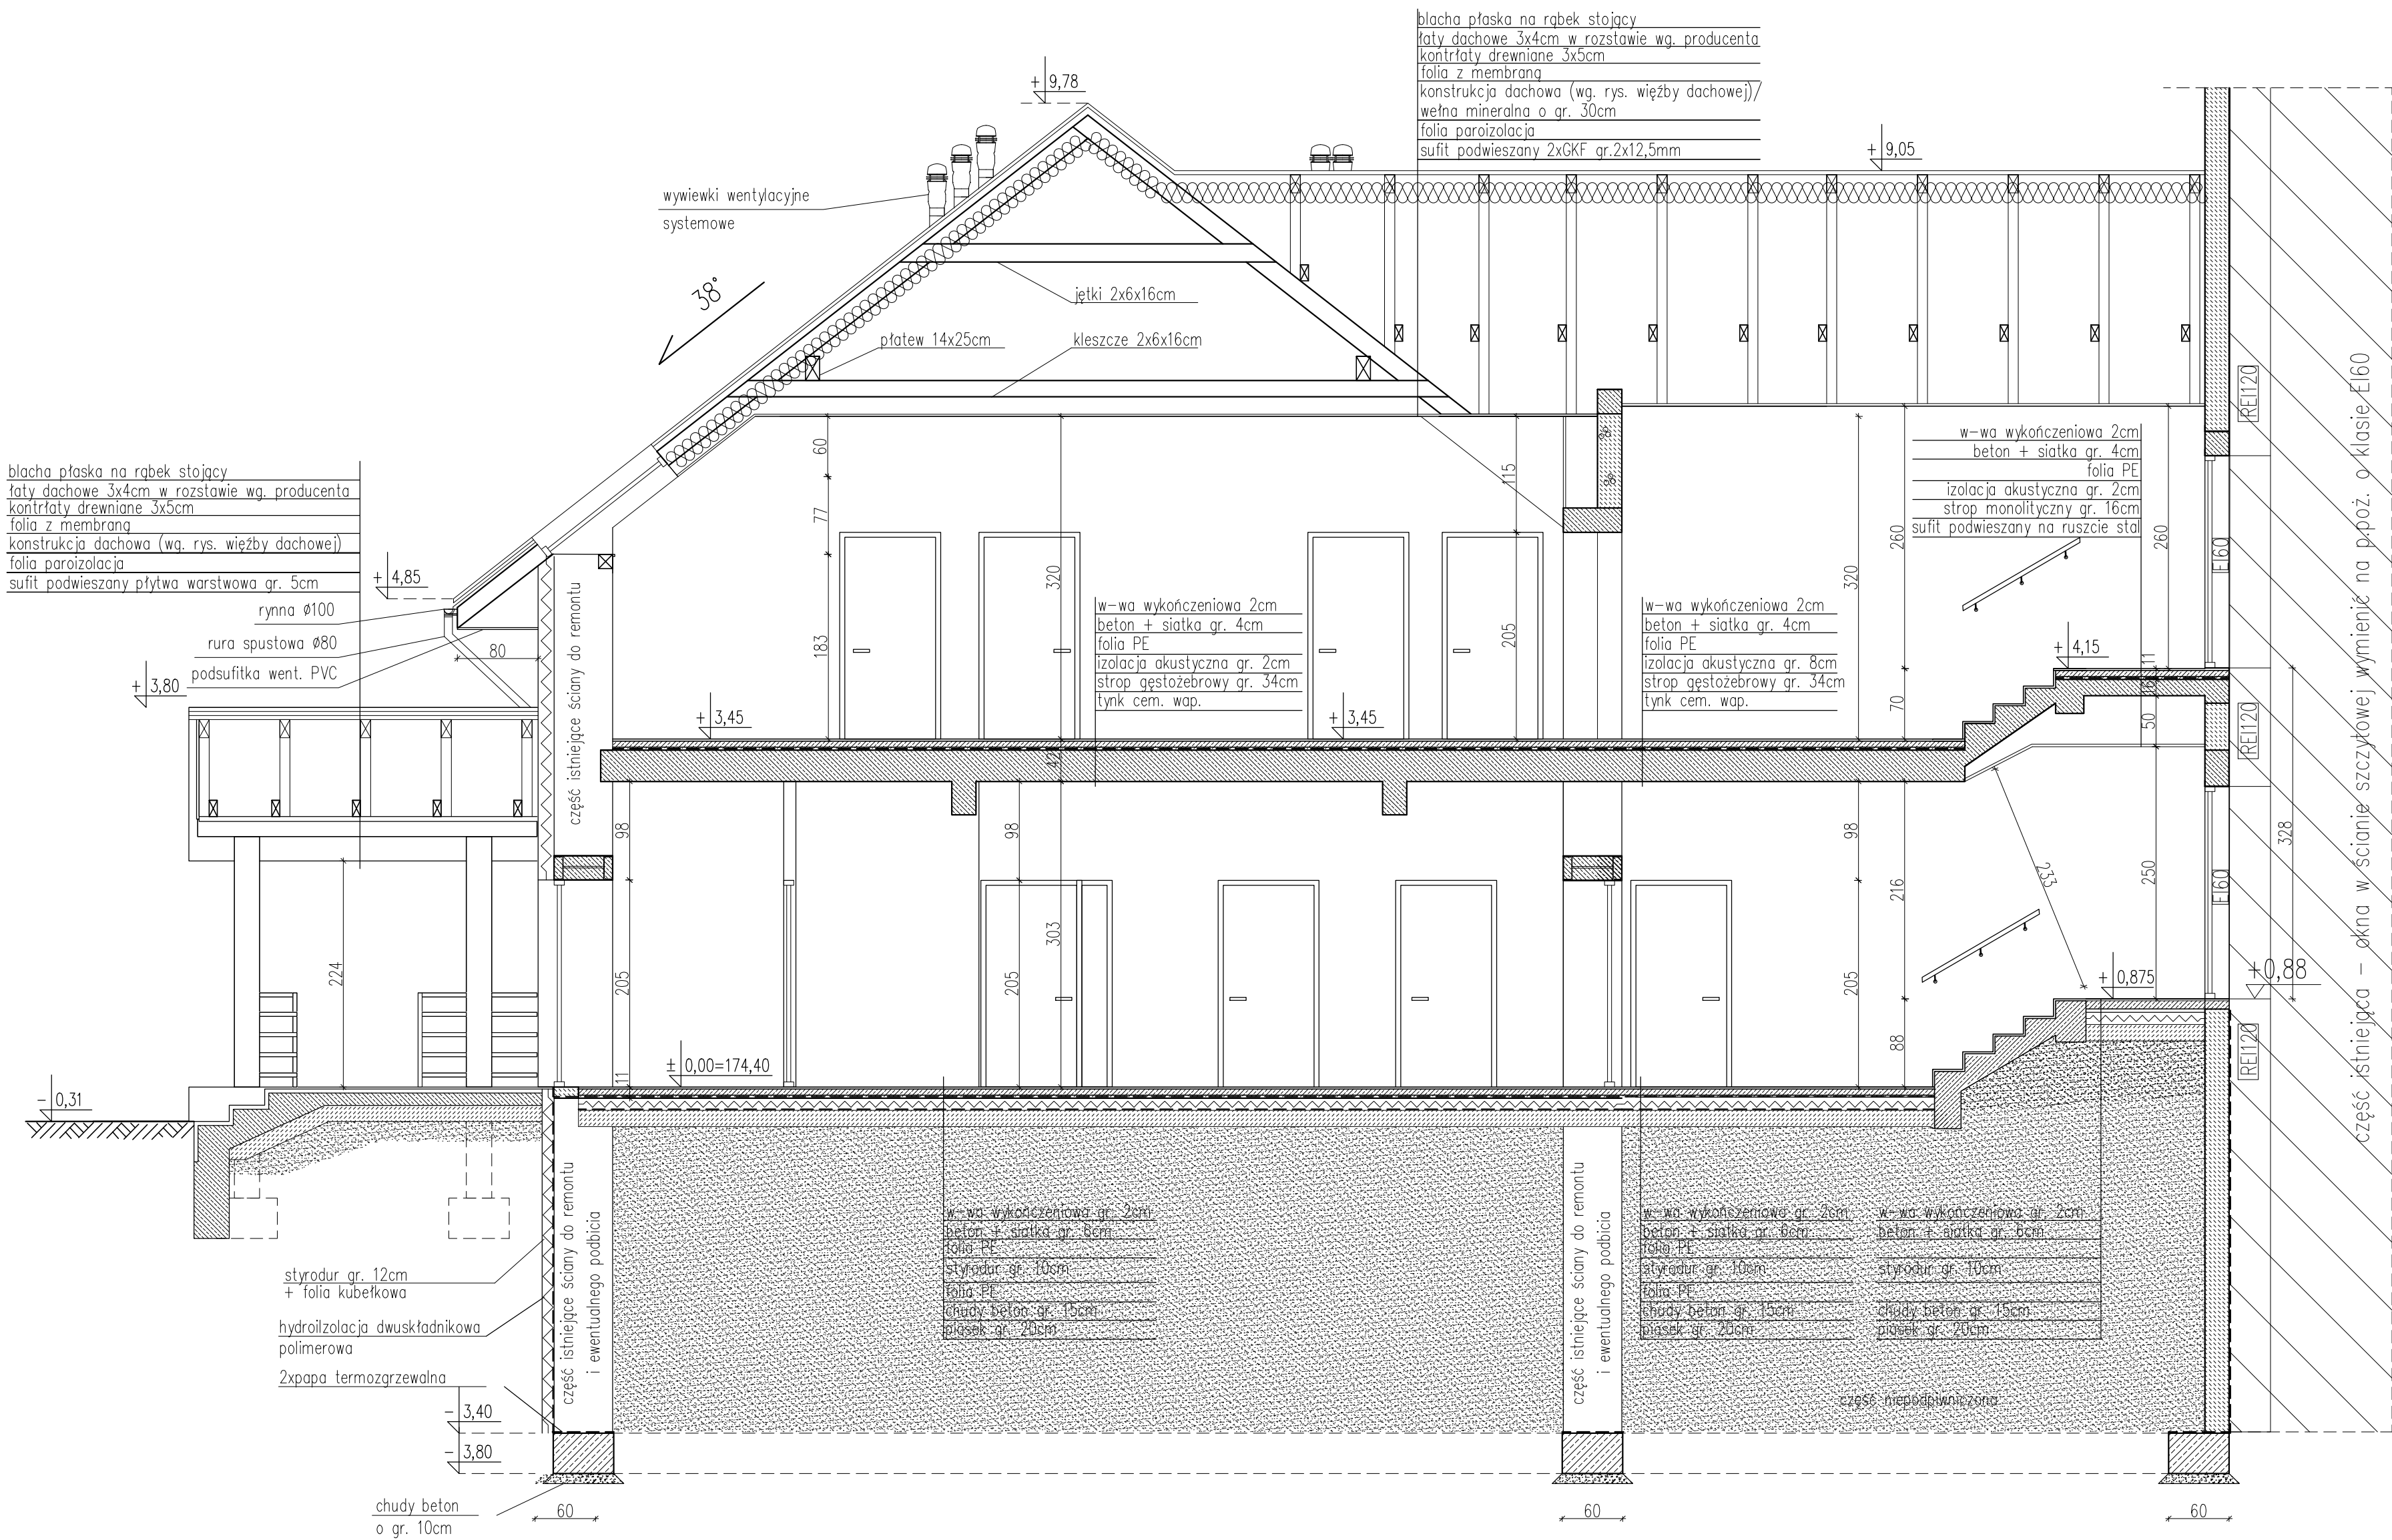 blacha płaska na rąbek stojący
łaty dachowe 3x4cm w rozstawie wg. producenta
kontrłaty drewniane 3x5cm
folia z membraną
konstrukcja dachowa (wg. rys. więźby dachowej)/
wełna mineralna o gr. 30cm
folia paroizolacja
sufit podwieszany 2xGKF gr.2x12,5mm
+ 9,78
+ 9,05
wywiewki wentylacyjne
systemowe
38°
jętki 2x6x16cm
płatew 14x25cm
kleszcze 2x6x16cm
blacha płaska na rąbek stojący
łaty dachowe 3x4cm w rozstawie wg. producenta
kontrłaty drewniane 3x5cm
folia z membraną
konstrukcja dachowa (wg. rys. więźby dachowej)
folia paroizolacja
sufit podwieszany płytwa warstwowa gr. 5cm
+ 4,85
rynna ø100
rura spustowa ø80
podsufitka went. PVC
80
+ 3,80
część istniejące ściany do remontu
60
77
183
320
115
205
320
260
70
260
w-wa wykończeniowa 2cm
beton + siatka gr. 4cm
folia PE
izolacja akustyczna gr. 2cm
strop monolityczny gr. 16cm
sufit podwieszany na ruszcie stal
w-wa wykończeniowa 2cm
beton + siatka gr. 4cm
folia PE
izolacja akustyczna gr. 2cm
strop gęstożebrowy gr. 34cm
tynk cem. wap.
w-wa wykończeniowa 2cm
beton + siatka gr. 4cm
folia PE
izolacja akustyczna gr. 8cm
strop gęstożebrowy gr. 34cm
tynk cem. wap.
+ 3,45
+ 3,45
+ 4,15
11
16
50
42
REI120
EI60
REI120
EI60
REI120
część istniejąca - okna w ścianie szczytowej wymienić na p.poż. o klasie EI60
98
205
11
98
205
303
98
205
216
88
233
250
328
224
+ 0,875
+0,88
± 0,00=174,40
- 0,31
część istniejące ściany do remontu
i ewentualnego podbicia
część istniejące ściany do remontu
i ewentualnego podbicia
w-wa wykończeniowa gr. 2cm
beton + siatka gr. 6cm
folia PE
styrodur gr. 10cm
folia PE
chudy beton gr. 15cm
piasek gr. 20cm
w-wa wykończeniowa gr. 2cm
beton + siatka gr. 6cm
folia PE
styrodur gr. 10cm
folia PE
chudy beton gr. 15cm
piasek gr. 20cm
w-wa wykończeniowa gr. 2cm
beton + siatka gr. 6cm
styrodur gr. 10cm
chudy beton gr. 15cm
piasek gr. 20cm
część niepodpiwniczona
styrodur gr. 12cm
+ folia kubełkowa
hydroilzolacja dwuskładnikowa
polimerowa
2xpapa termozgrzewalna
- 3,40
- 3,80
chudy beton
o gr. 10cm
60
60
60